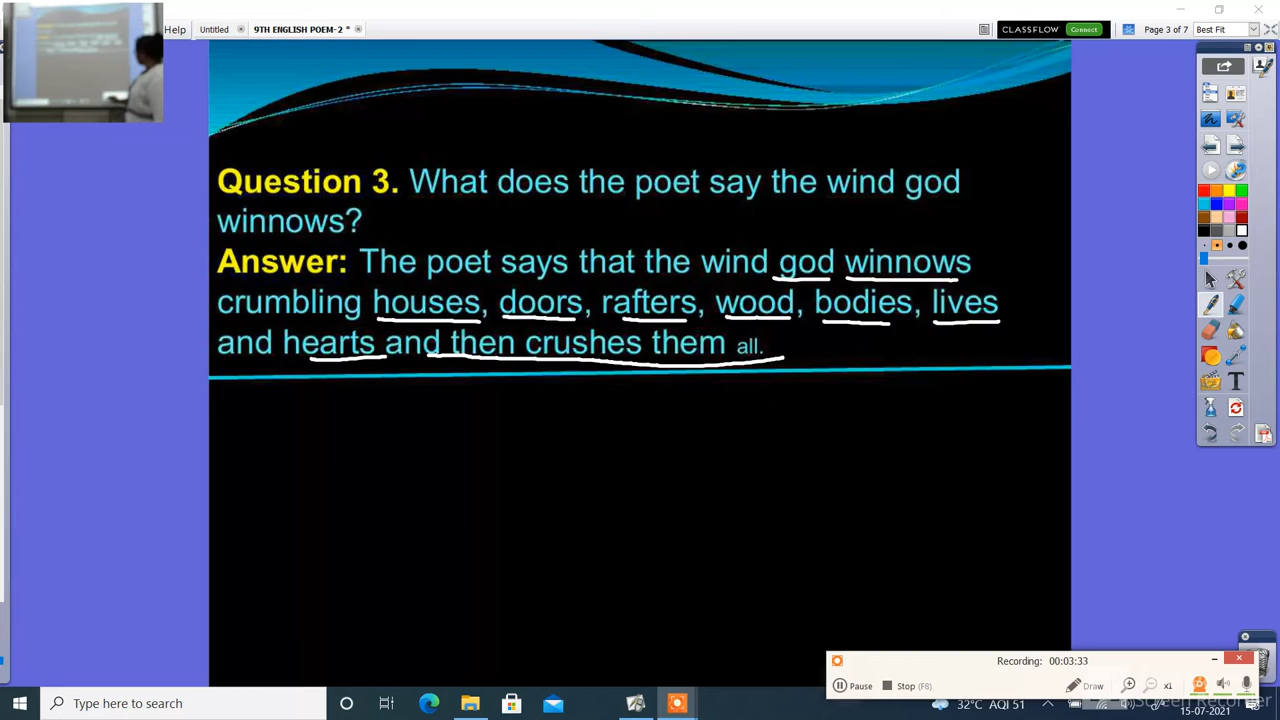 Help
Untitled
9TH ENGLISH POEM-2 *
CLASSFLOW
Connect
Page 3 of 7
Best Fit
Question 3. What does the poet say the wind god
winnows?
Answer: The poet says that the wind god winnows
crumbling houses, doors, rafters, wood, bodies, lives
and hearts and then crushes them all.
Recording: 00:03:33
Pause
Stop (F8)
Draw
x1
Type here to search
32°C AQI 51
15-07-2021